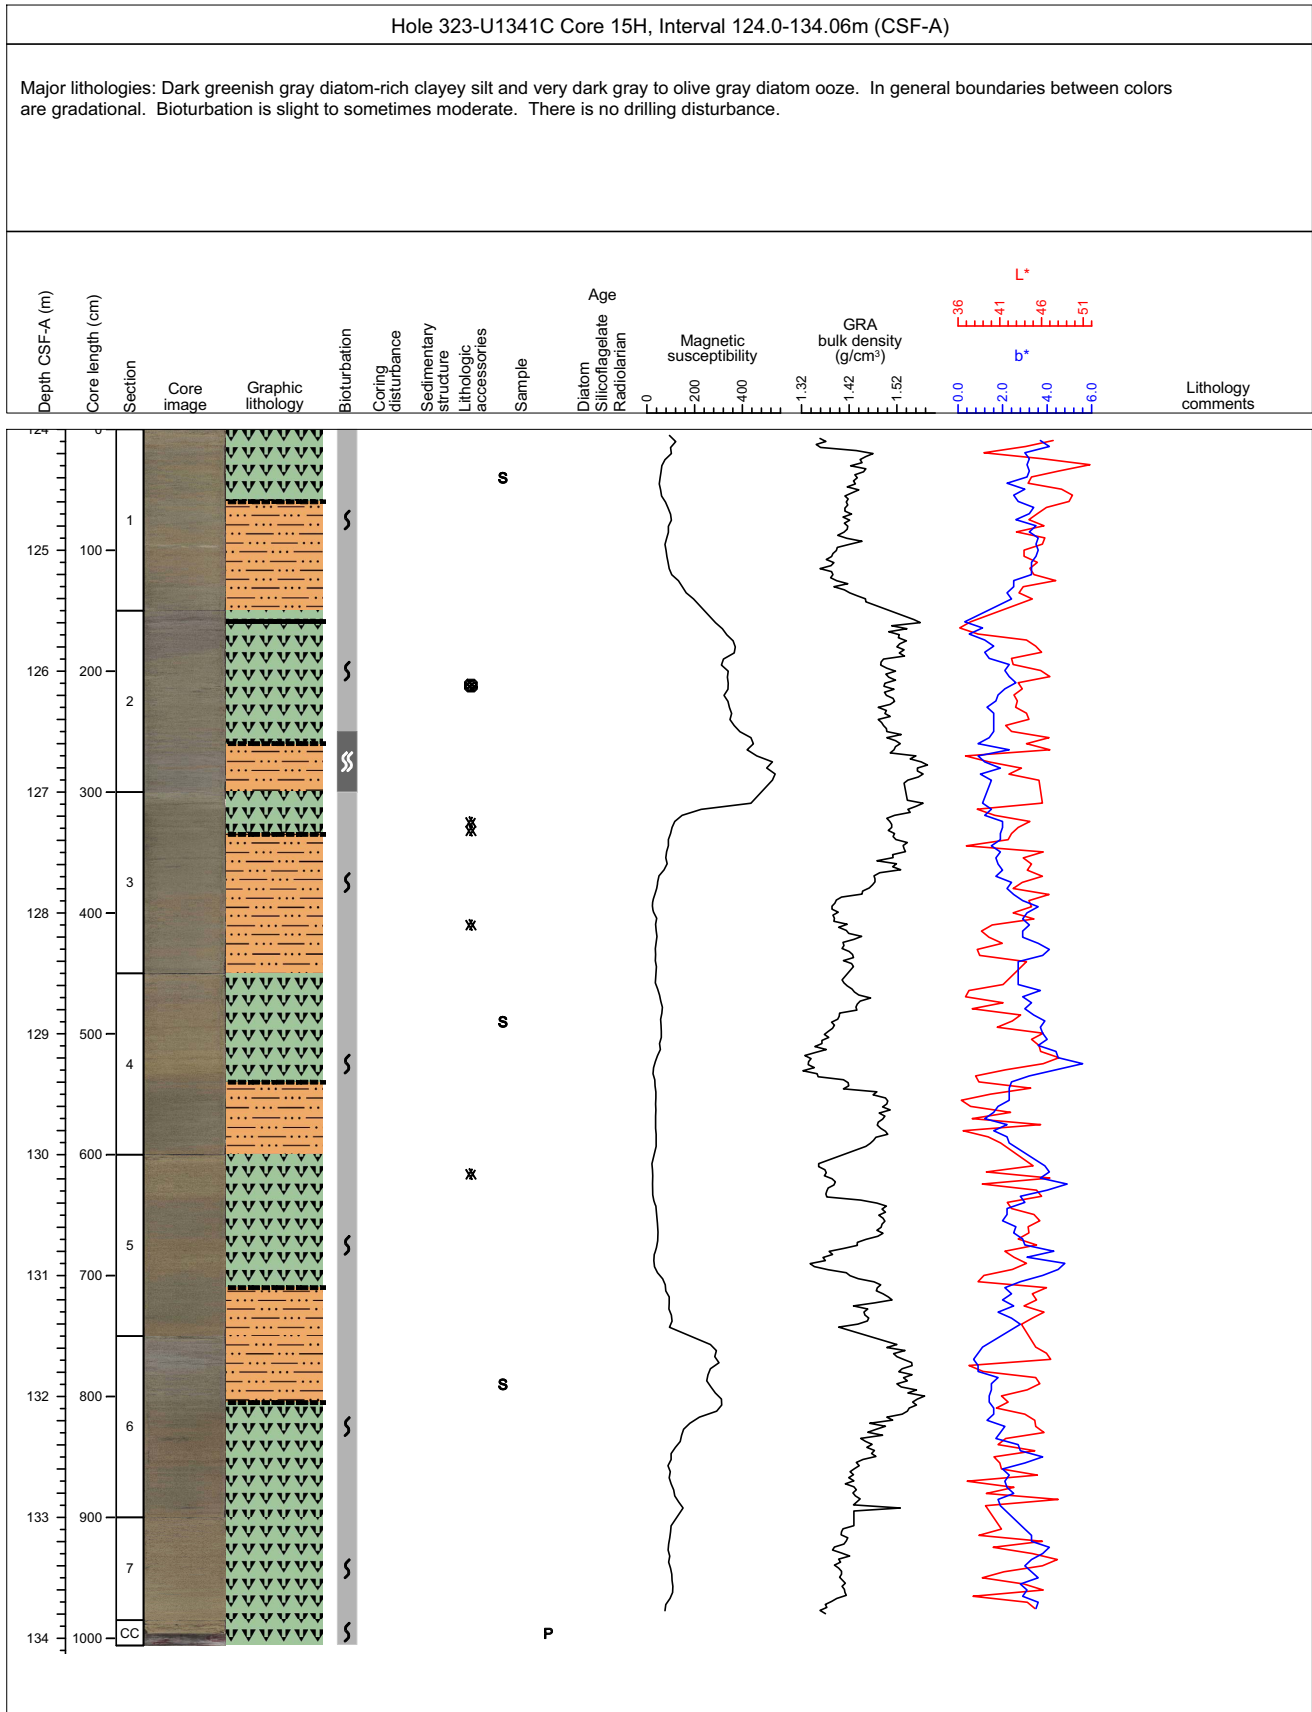 Hole 323-U1341C Core 15H, Interval 124.0-134.06m (CSF-A)
Major lithologies: Dark greenish gray diatom-rich clayey silt and very dark gray to olive gray diatom ooze. In general boundaries between colors
are gradational. Bioturbation is slight to sometimes moderate. There is no drilling disturbance.
Depth CSF-A (m)
Core length (cm)
Section
Core
image
Graphic
lithology
Bioturbation
Coring
disturbance
Sedimentary
structure
Lithologic
accessories
Sample
Age
Diatom
Silicoflagelate
Radiolarian
Magnetic
susceptibility
0 200 400
GRA
bulk density
(g/cm³)
1.32 1.42 1.52
L*
36 41 46 51
b*
0.0 2.0 4.0 6.0
Lithology
comments
124 0
S
1
125 100
126 200
2
127 300
3
128 400
S
129 500
4
130 600
5
131 700
S
132 800
6
133 900
7
134 1000 CC P